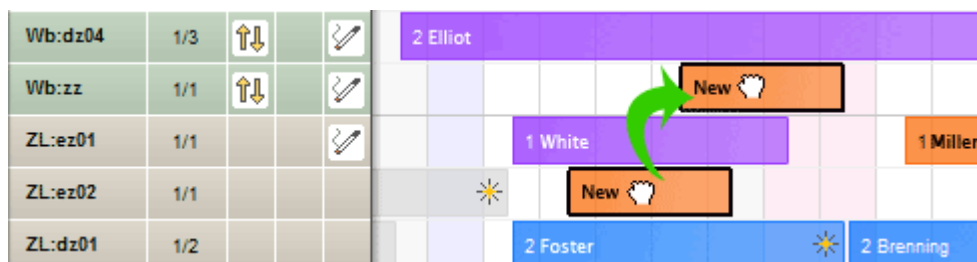 Wb:dz04 1/3 2 Elliot
Wb:zz 1/1 New
ZL:ez01 1/1 1 White 1 Miller
ZL:ez02 1/1 New
ZL:dz01 1/2 2 Foster 2 Brenning